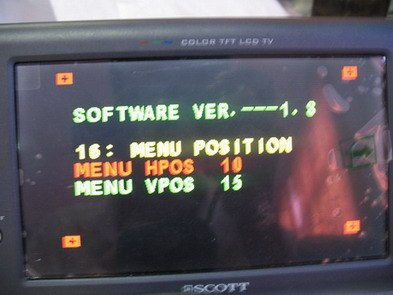 COLOR TFT LCD TV
SOFTWARE VER.---1.8
16: MENU POSITION
MENU HPOS 10
MENU VPOS 15
SCOTT